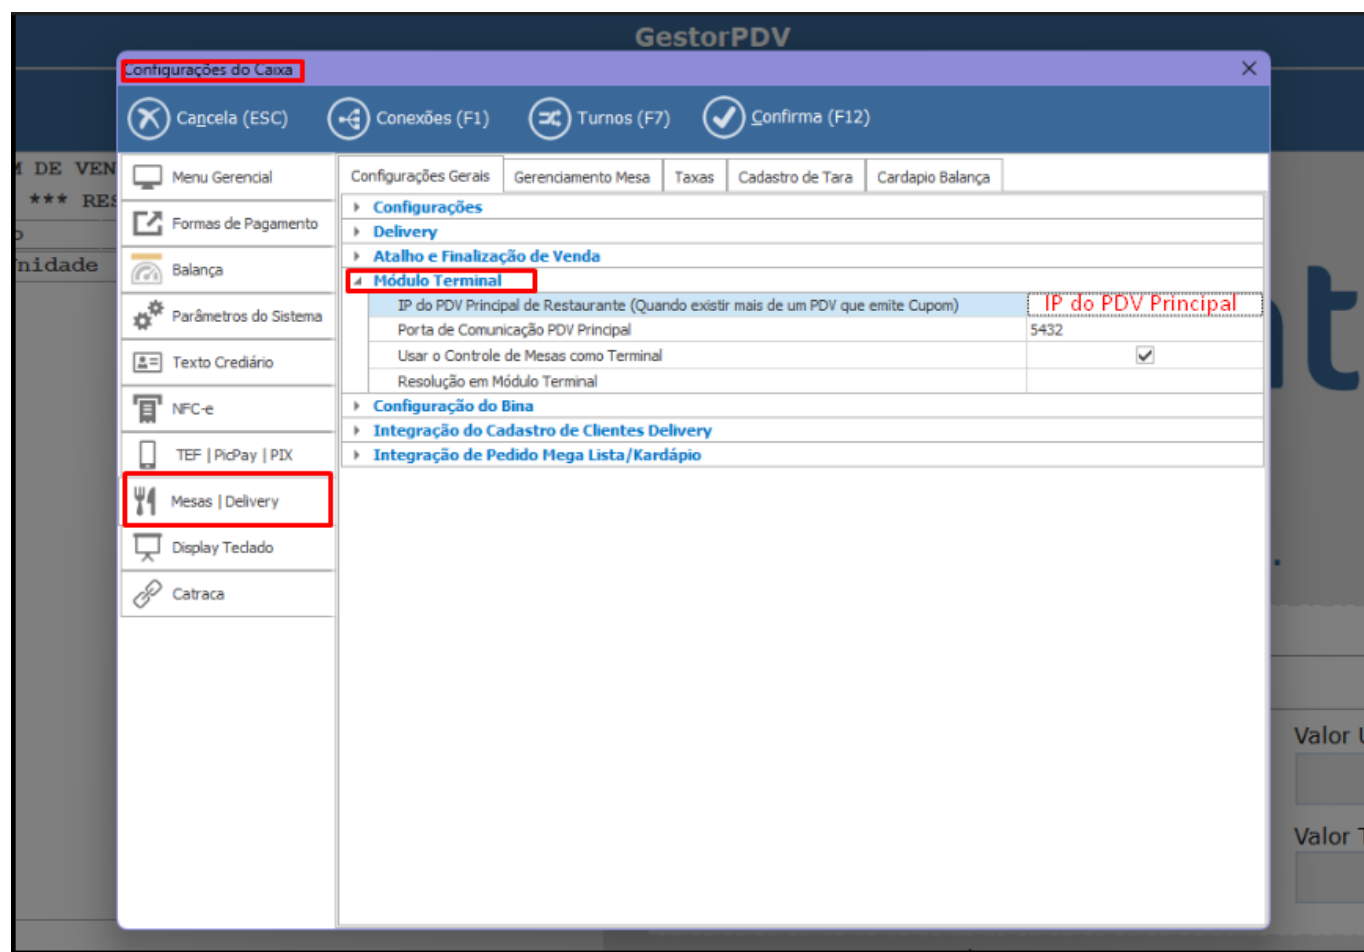 GestorPDV
Configurações do Caixa
Cancela (ESC)
Conexões (F1)
Turnos (F7)
Confirma (F12)
DE VEN
*** RES
nidade
Menu Gerencial
Formas de Pagamento
Balança
Parâmetros do Sistema
Texto Crediário
NFC-e
TEF | PicPay | PIX
Mesas | Delivery
Display Teclado
Catraca
Configurações Gerais
Gerenciamento Mesa
Taxas
Cadastro de Tara
Cardapio Balança
Configurações
Delivery
Atalho e Finalização de Venda
Módulo Terminal
IP do PDV Principal de Restaurante (Quando existir mais de um PDV que emite Cupom) IP do PDV Principal
Porta de Comunicação PDV Principal 5432
Usar o Controle de Mesas como Terminal
Resolução em Módulo Terminal
Configuração do Bina
Integração do Cadastro de Clientes Delivery
Integração de Pedido Mega Lista/Kardápio
nt
Valor U
Valor T